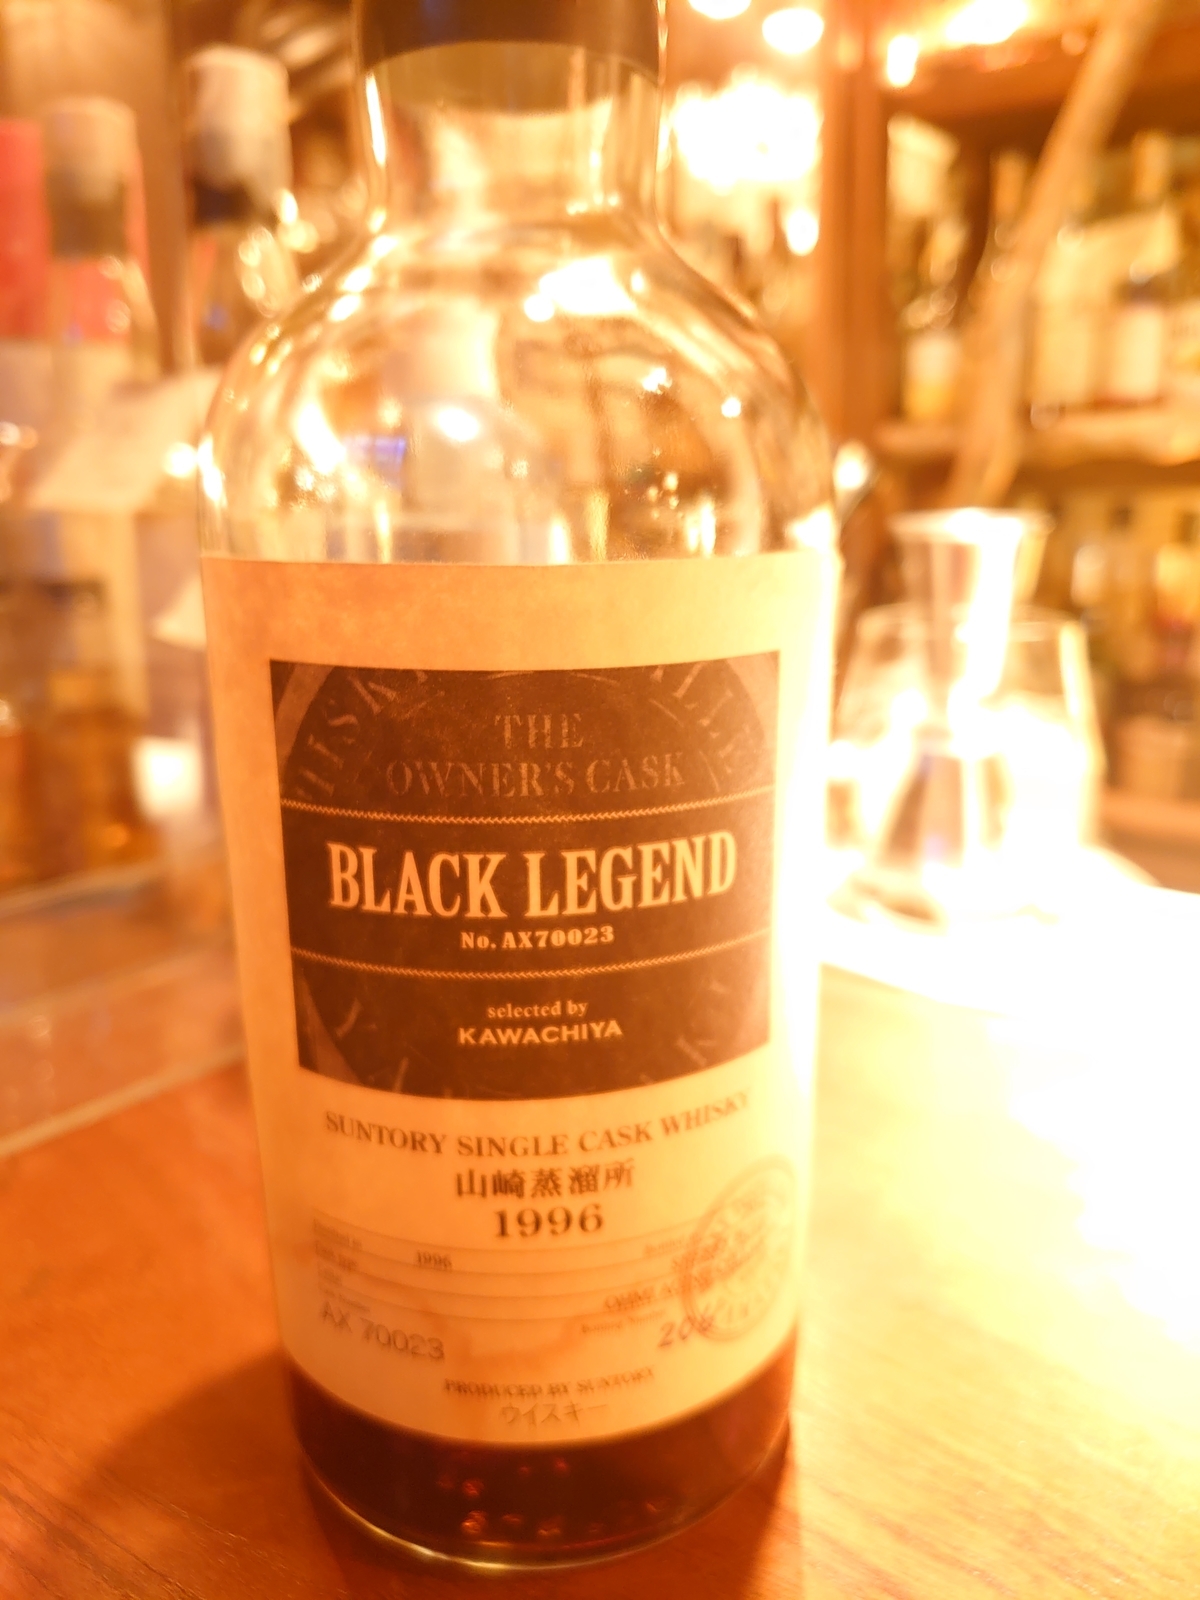 THE
OWNER'S CASK
BLACK LEGEND
No. AX70023
selected by
KAWACHIYA
SUNTORY SINGLE CASK WHISKY
山崎蒸溜所
1996
1996
AX 70023
PRODUCED BY SUNTORY
ウイスキー